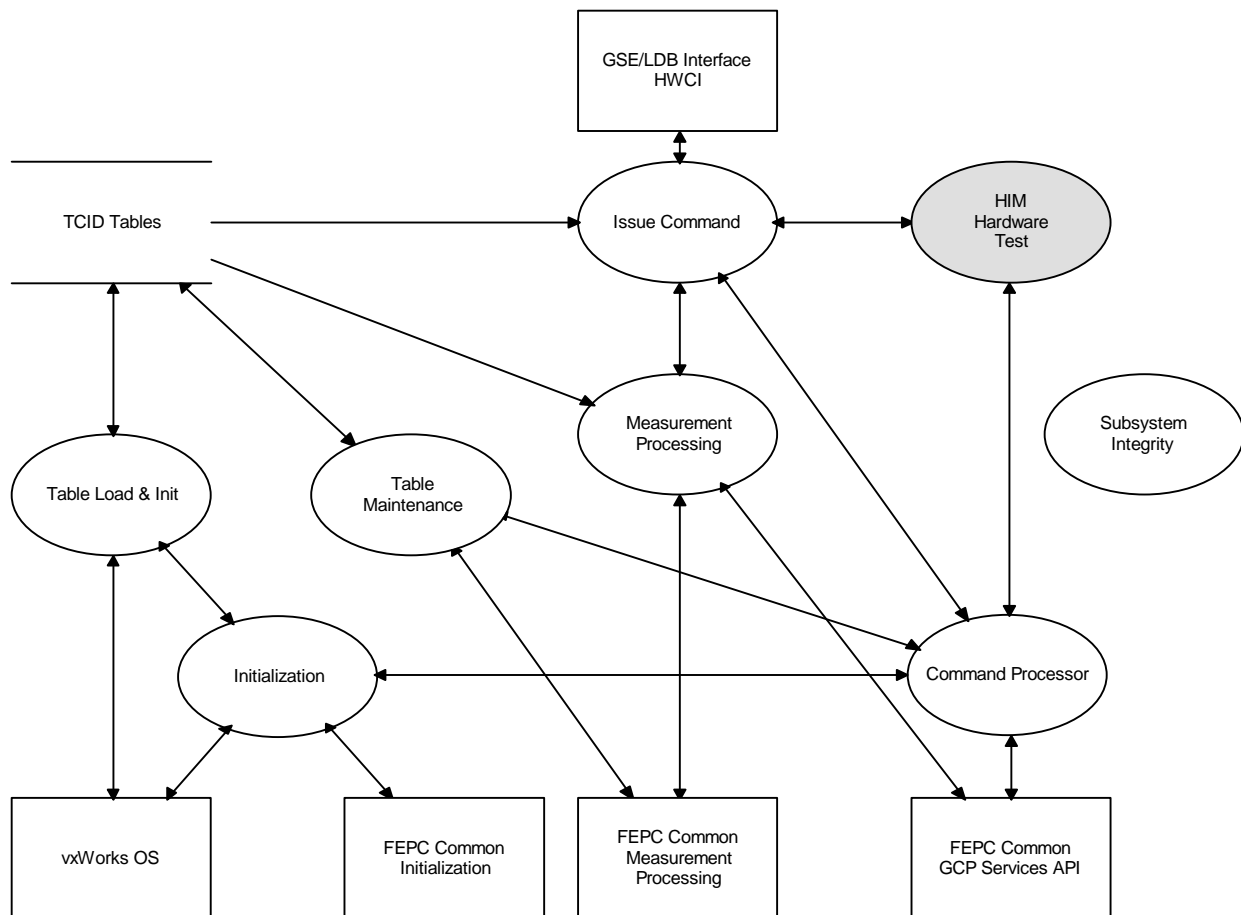 GSE/LDB Interface
HWCI
TCID Tables
Issue Command
HIM
Hardware
Test
Measurement
Processing
Subsystem
Integrity
Table Load & Init
Table
Maintenance
Initialization
Command Processor
vxWorks OS
FEPC Common
Initialization
FEPC Common
Measurement
Processing
FEPC Common
GCP Services API